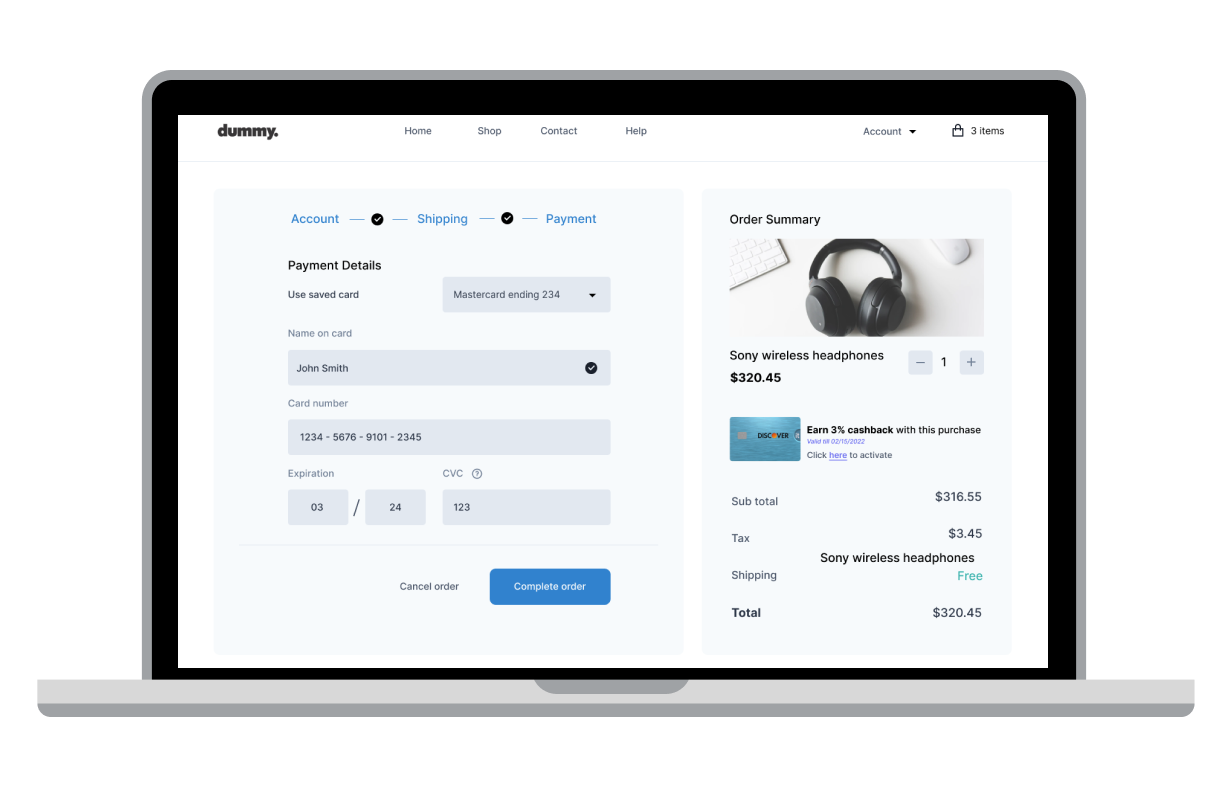 dummy.
Home
Shop
Contact
Help
Account
3 items
Account
Shipping
Payment
Payment Details
Use saved card
Mastercard ending 234
Name on card
John Smith
Card number
1234 - 5676 - 9101 - 2345
Expiration
CVC ?
03 / 24
123
Cancel order
Complete order
Order Summary
Sony wireless headphones
$320.45
− 1 +
DISCOVER
Earn 3% cashback with this purchase
Valid till 02/15/2022
Click here to activate
Sub total
$316.55
Tax
$3.45
Sony wireless headphones
Shipping
Free
Total
$320.45